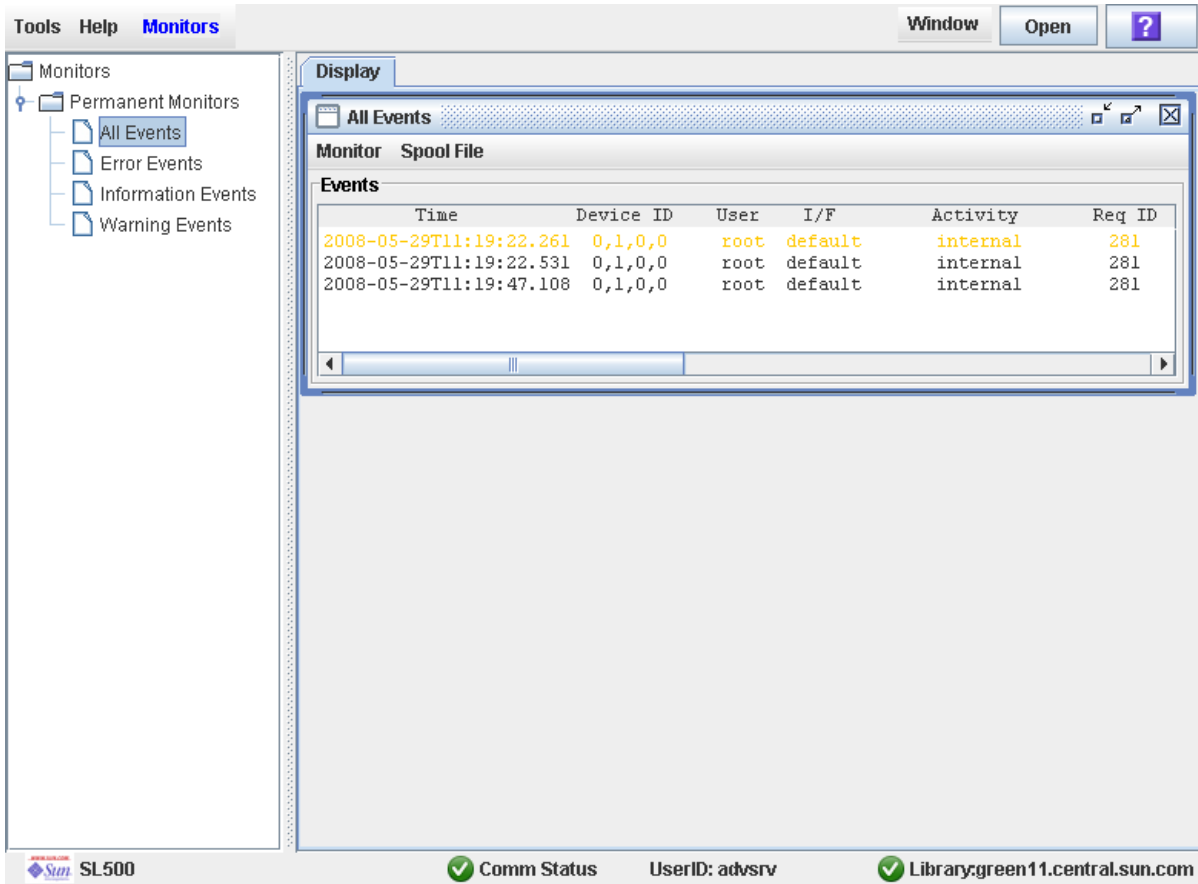 Tools Help Monitors Window Open ?
Monitors
Permanent Monitors
All Events
Error Events
Information Events
Warning Events
Display
All Events
Monitor Spool File
Events
Time Device ID User I/F Activity Req ID
2008-05-29T11:19:22.261 0,1,0,0 root default internal 281
2008-05-29T11:19:22.531 0,1,0,0 root default internal 281
2008-05-29T11:19:47.108 0,1,0,0 root default internal 281
Sun SL500 Comm Status UserID: advsrv Library:green11.central.sun.com